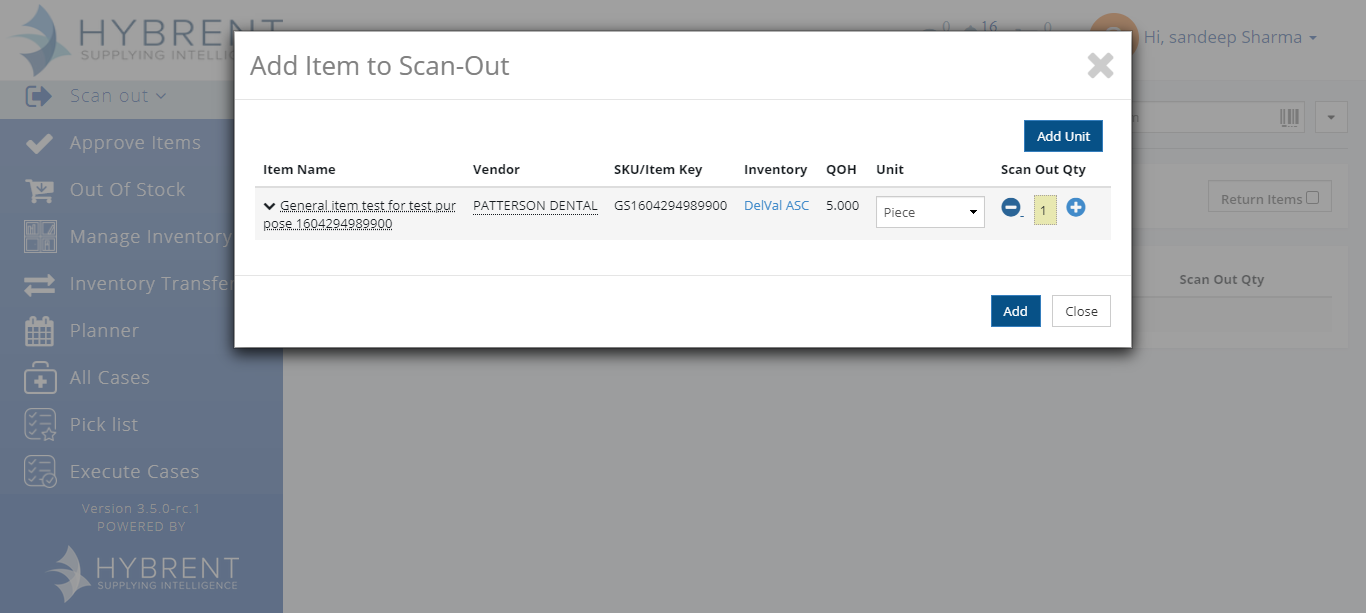 HYBRENT
SUPPLYING INTELLIG
0 16 0
Hi, sandeep Sharma
Add Item to Scan-Out
Scan out
Approve Items
Out Of Stock
Manage Inventory
Inventory Transfer
Planner
All Cases
Pick list
Execute Cases
Version 3.5.0-rc.1
POWERED BY
HYBRENT
SUPPLYING INTELLIGENCE
Add Unit
Item Name Vendor SKU/Item Key Inventory QOH Unit Scan Out Qty
General item test for test pur PATTERSON DENTAL GS1604294989900 DelVal ASC 5.000 Piece 1
pose 1604294989900
Add Close
Return Items
Scan Out Qty